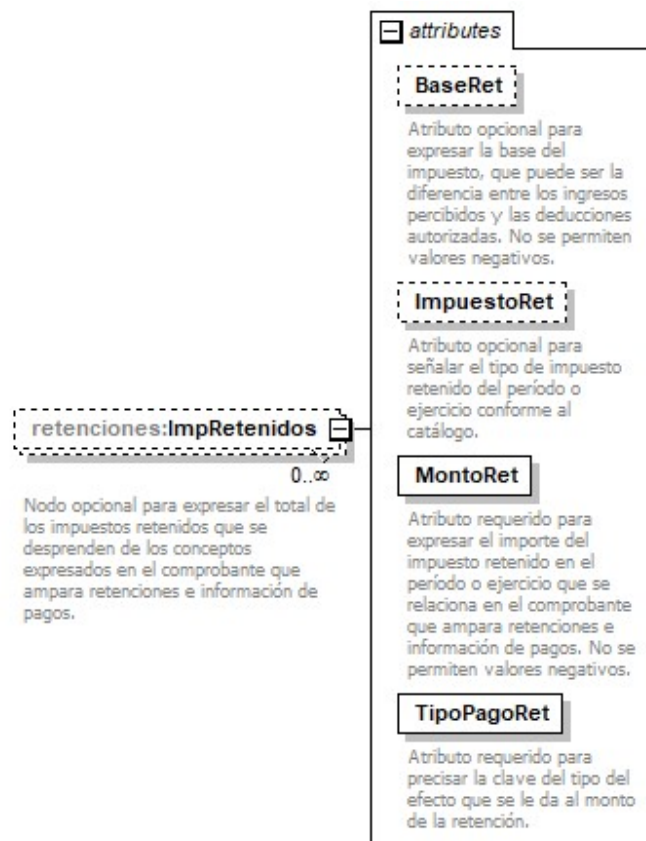 attributes
BaseRet
Atributo opcional para
expresar la base del
impuesto, que puede ser la
diferencia entre los ingresos
percibidos y las deducciones
autorizadas. No se permiten
valores negativos.
ImpuestoRet
Atributo opcional para
señalar el tipo de impuesto
retenido del período o
ejercicio conforme al
catálogo.
retenciones:ImpRetenidos
0..∞
Nodo opcional para expresar el total de
los impuestos retenidos que se
desprenden de los conceptos
expresados en el comprobante que
ampara retenciones e información de
pagos.
MontoRet
Atributo requerido para
expresar el importe del
impuesto retenido en el
período o ejercicio que se
relaciona en el comprobante
que ampara retenciones e
información de pagos. No se
permiten valores negativos.
TipoPagoRet
Atributo requerido para
precisar la clave del tipo del
efecto que se le da al monto
de la retención.